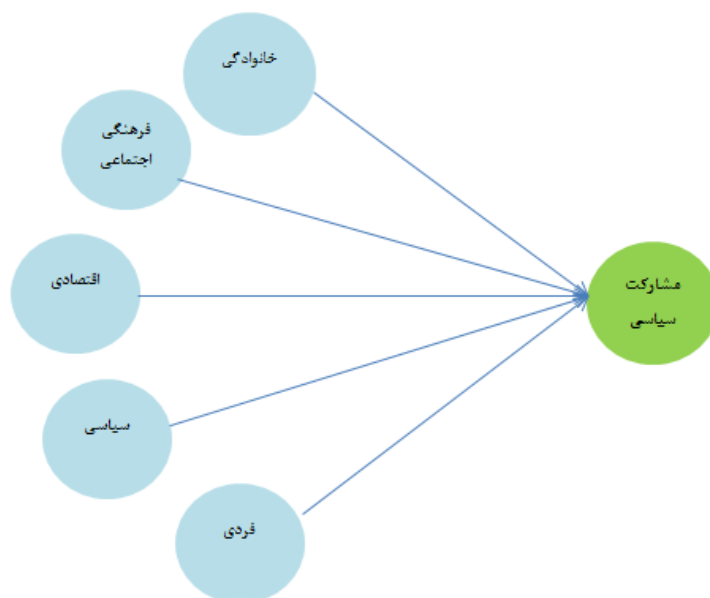 خانوادگی
فرهنگی
اجتماعی
اقتصادی
مشارکت
سیاسی
سیاسی
فردی